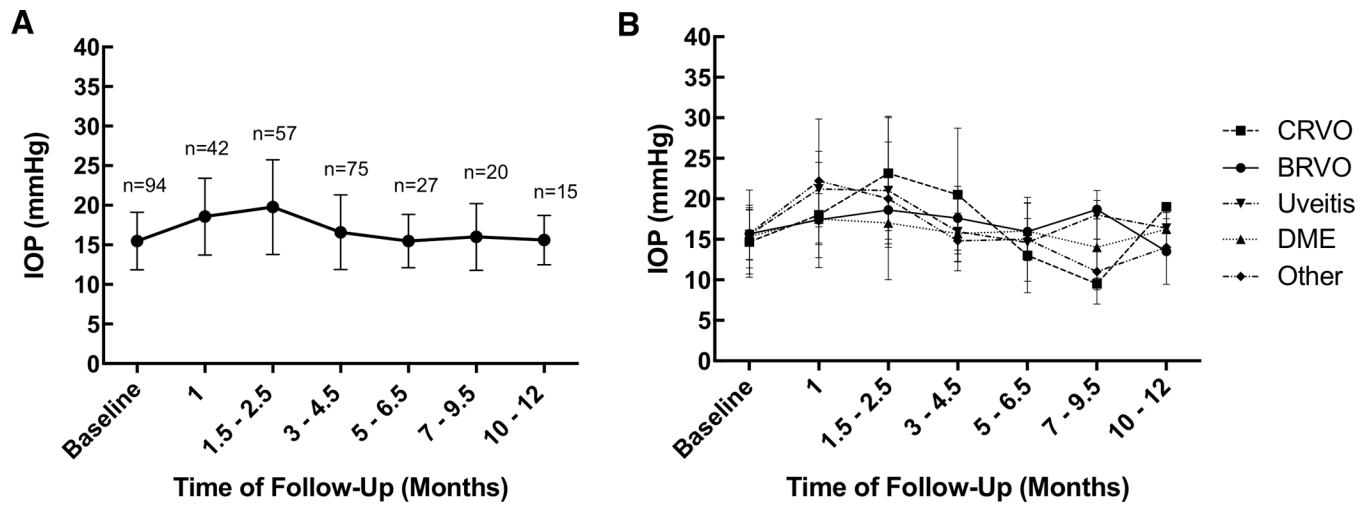 A
IOP (mmHg)
40
35
30
25
20
15
10
5
0
n=94
n=42
n=57
n=75
n=27
n=20
n=15
Baseline
1
1.5 - 2.5
3 - 4.5
5 - 6.5
7 - 9.5
10 - 12
Time of Follow-Up (Months)
B
IOP (mmHg)
40
35
30
25
20
15
10
5
0
Baseline
1
1.5 - 2.5
3 - 4.5
5 - 6.5
7 - 9.5
10 - 12
Time of Follow-Up (Months)
CRVO
BRVO
Uveitis
DME
Other